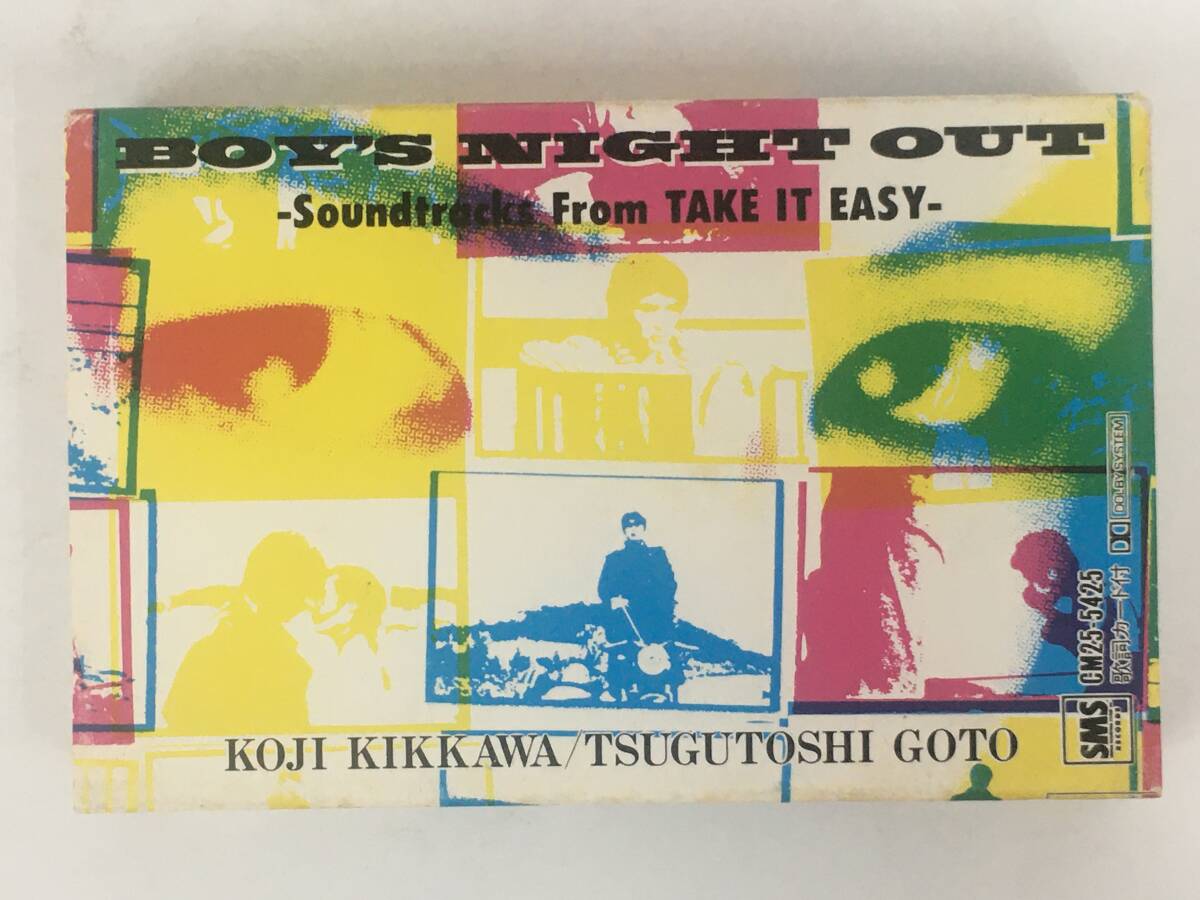 BOY'S NIGHT OUT
-Soundtracks From TAKE IT EASY-
KOJI KIKKAWA/TSUGUTOSHI GOTO
SMS
RECORDS
CM25-5425
歌詞カード付
DOLBY SYSTEM